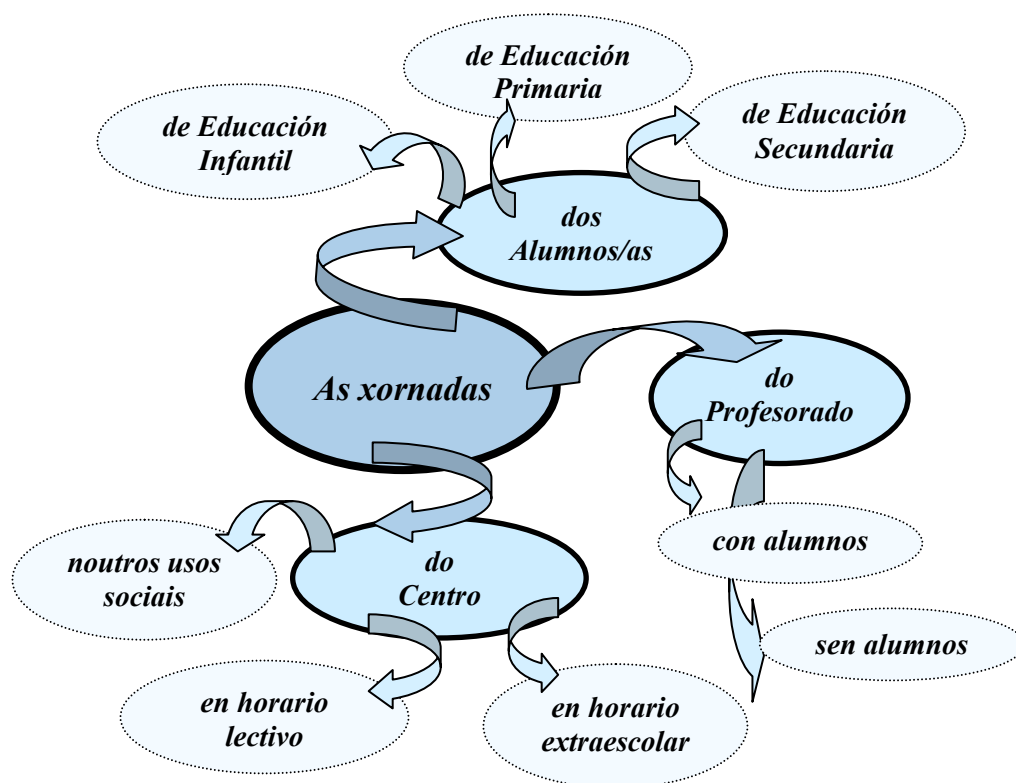 de Educación
Primaria
de Educación
Infantil
de Educación
Secundaria
dos
Alumnos/as
As xornadas
do
Profesorado
con alumnos
sen alumnos
do
Centro
noutros usos
sociais
en horario
lectivo
en horario
extraescolar